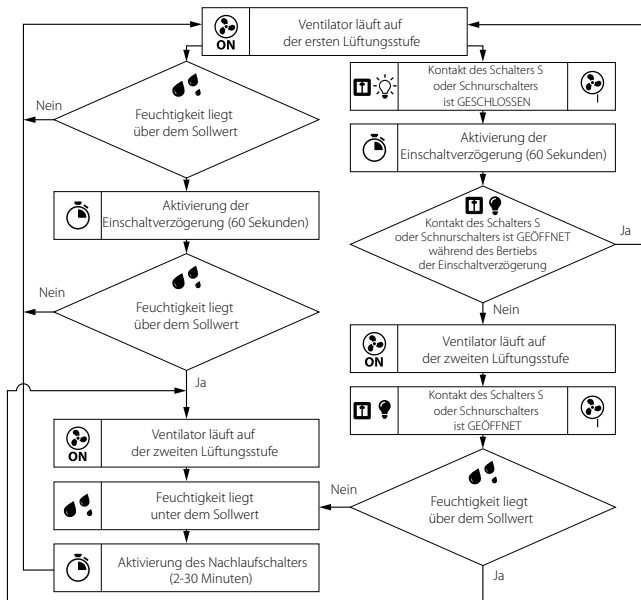 ON
Ventilator läuft auf
der ersten Lüftungsstufe
Nein
Feuchtigkeit liegt
über dem Sollwert
Aktivierung der
Einschaltverzögerung (60 Sekunden)
Nein
Feuchtigkeit liegt
über dem Sollwert
Ja
ON
Ventilator läuft auf
der zweiten Lüftungsstufe
Feuchtigkeit liegt
unter dem Sollwert
Aktivierung des Nachlaufschalters
(2-30 Minuten)
Kontakt des Schalters S
oder Schnurschalters
ist GESCHLOSSEN
Aktivierung der
Einschaltverzögerung (60 Sekunden)
Kontakt des Schalters S
oder Schnurschalters ist GEÖFFNET
während des Bertiebs
der Einschaltverzögerung
Ja
Nein
ON
Ventilator läuft auf
der zweiten Lüftungsstufe
Kontakt des Schalters S
oder Schnurschalters
ist GEÖFFNET
Nein
Feuchtigkeit liegt
über dem Sollwert
Ja